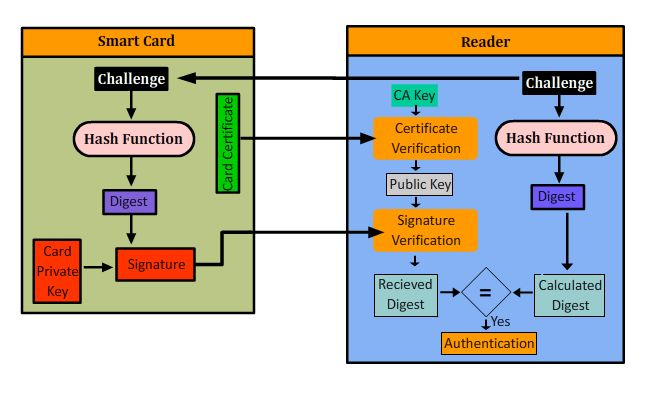 Smart Card
Challenge
Hash Function
Digest
Card
Private
Key
Signature
Card Certificate
Reader
CA Key
Certificate
Verification
Public Key
Signature
Verification
Recieved
Digest
=
Yes
Authentication
Challenge
Hash Function
Digest
Calculated
Digest